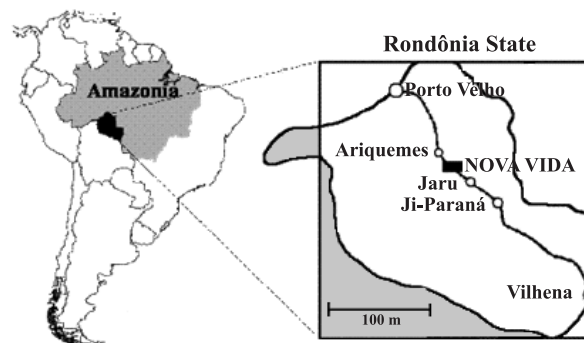 Amazonia
Rondônia State
Porto Velho
Ariquemes
NOVA VIDA
Jaru
Ji-Paraná
Vilhena
100 m